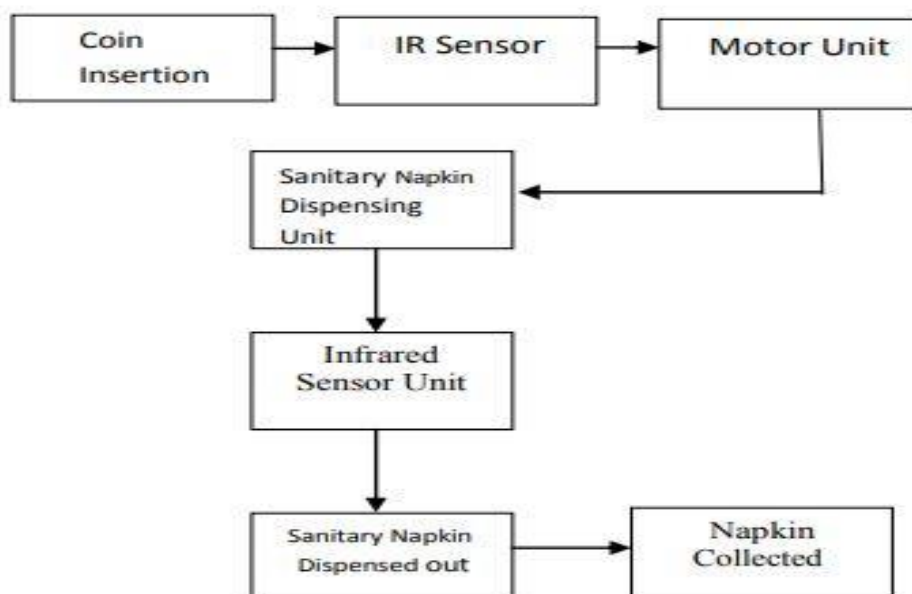 Coin
Insertion
IR Sensor
Motor Unit
Sanitary Napkin
Dispensing
Unit
Infrared
Sensor Unit
Sanitary Napkin
Dispensed out
Napkin
Collected